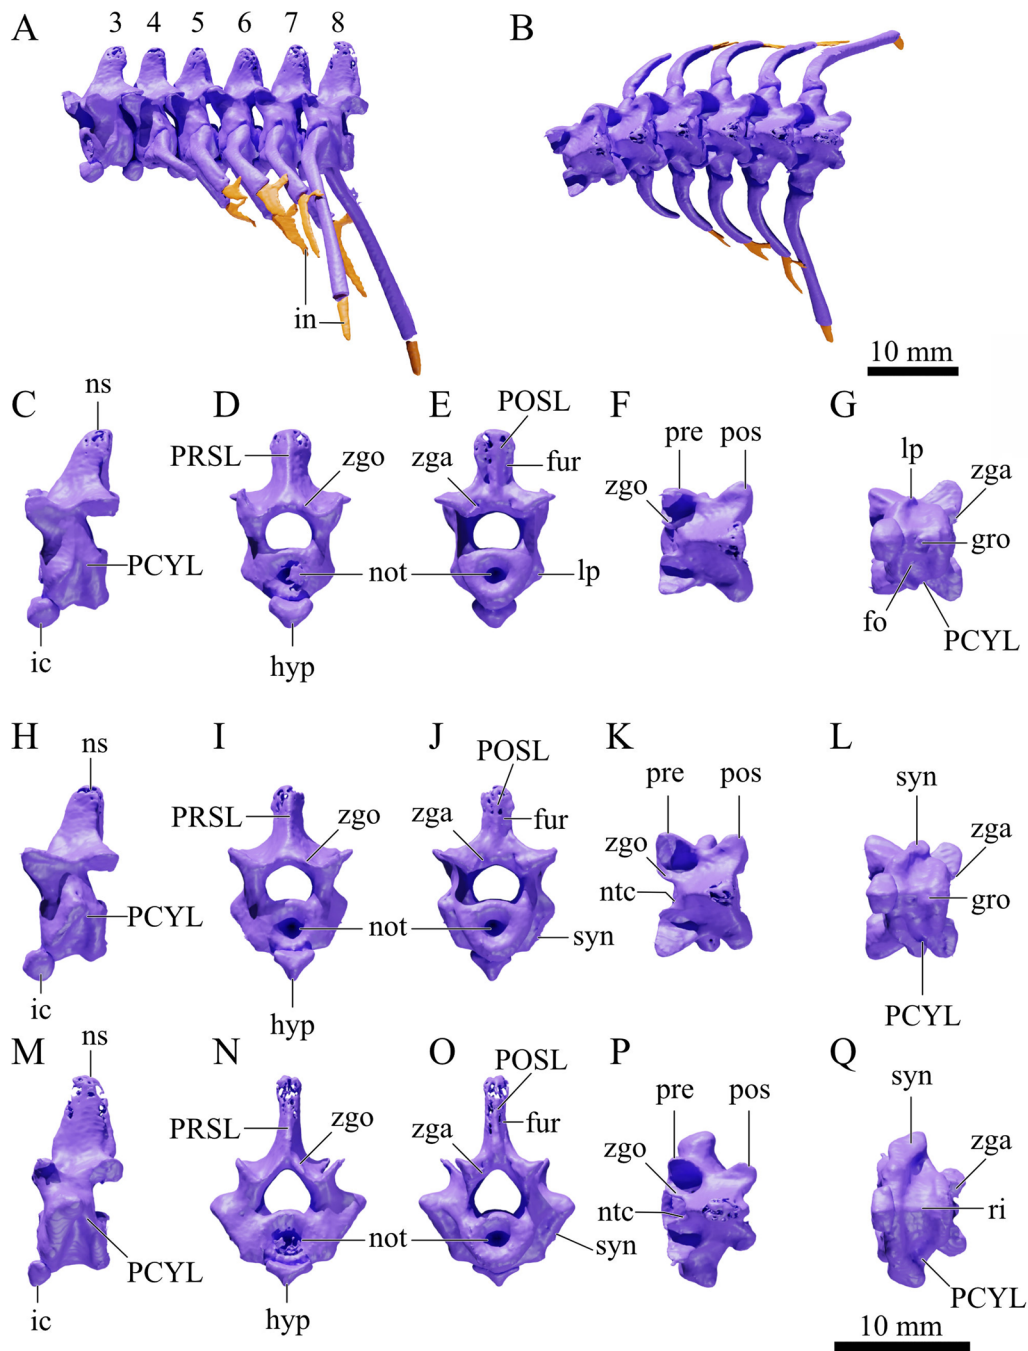 A 3 4 5 6 7 8 B
in
10 mm
C ns D E POSL F pre pos G lp
PRSL zgo zga fur zgo zga
gro
PCYL not lp fo PCYL
ic hyp
H ns I J POSL K pre pos L syn
PRSL zgo zga fur zgo zga
ntc gro
PCYL not syn
PCYL
ic hyp
M ns N O POSL P pre pos Q syn
PRSL zgo zga fur zgo zga
ntc ri
PCYL not syn PCYL
ic hyp
10 mm